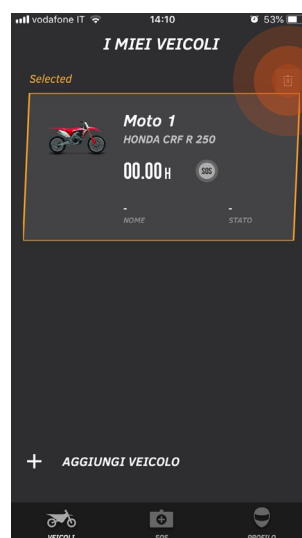 vodafone IT 14:10 53%
I MIEI VEICOLI
Selected
Moto 1
HONDA CRF R 250
00.00 H SOS
- -
NOME STATO
+ AGGIUNGI VEICOLO
VEICOLI SOS PROFILO